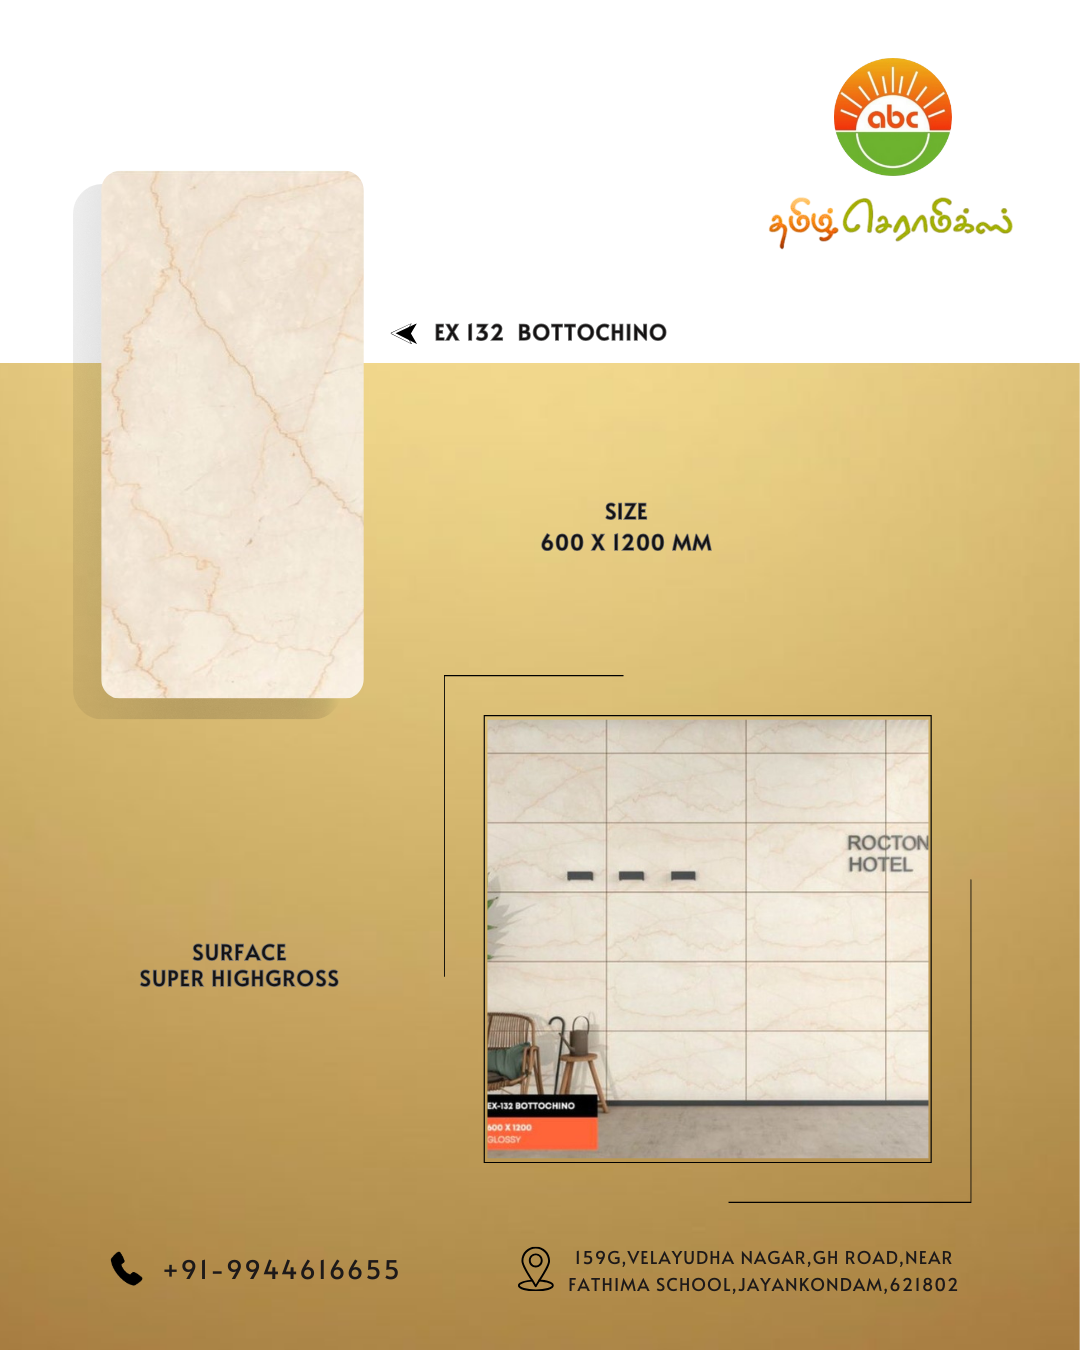 abc
தமிழ் செராமிக்ஸ்
EX 132 BOTTOCHINO
SIZE
600 X 1200 MM
ROCTON
HOTEL
SURFACE
SUPER HIGHGROSS
EX-132 BOTTOCHINO
600 X 1200
GLOSSY
+91-9944616655
159G,VELAYUDHA NAGAR,GH ROAD,NEAR
FATHIMA SCHOOL,JAYANKONDAM,621802